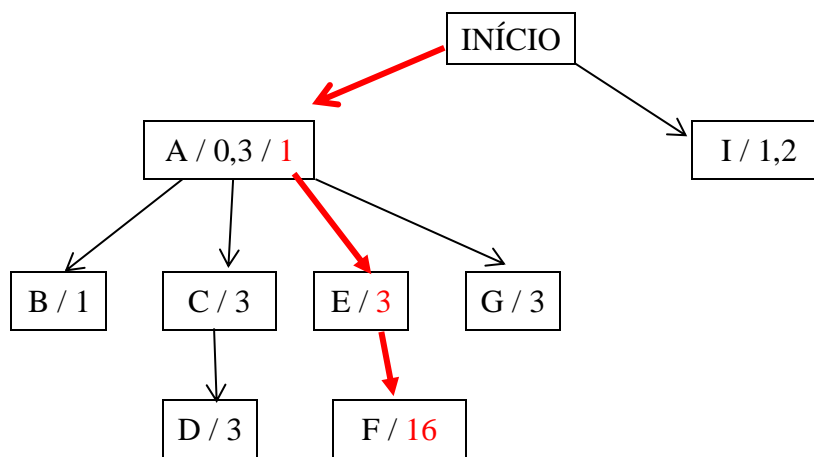 INÍCIO
A / 0,3 / 1
I / 1,2
B / 1
C / 3
E / 3
G / 3
D / 3
F / 16